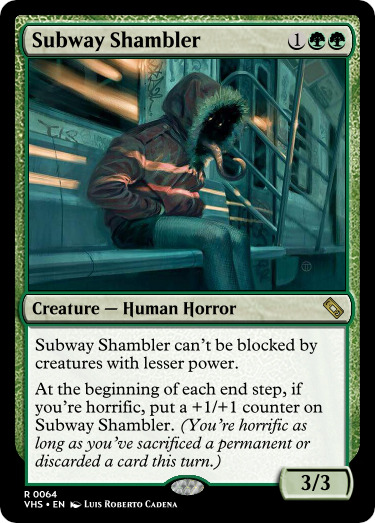 Subway Shambler 1
Creature — Human Horror
Subway Shambler can't be blocked by
creatures with lesser power.
At the beginning of each end step, if
you're horrific, put a +1/+1 counter on
Subway Shambler. (You're horrific as
long as you've sacrificed a permanent or
discarded a card this turn.)
3/3
R 0064
VHS • EN Luis Roberto Cadena